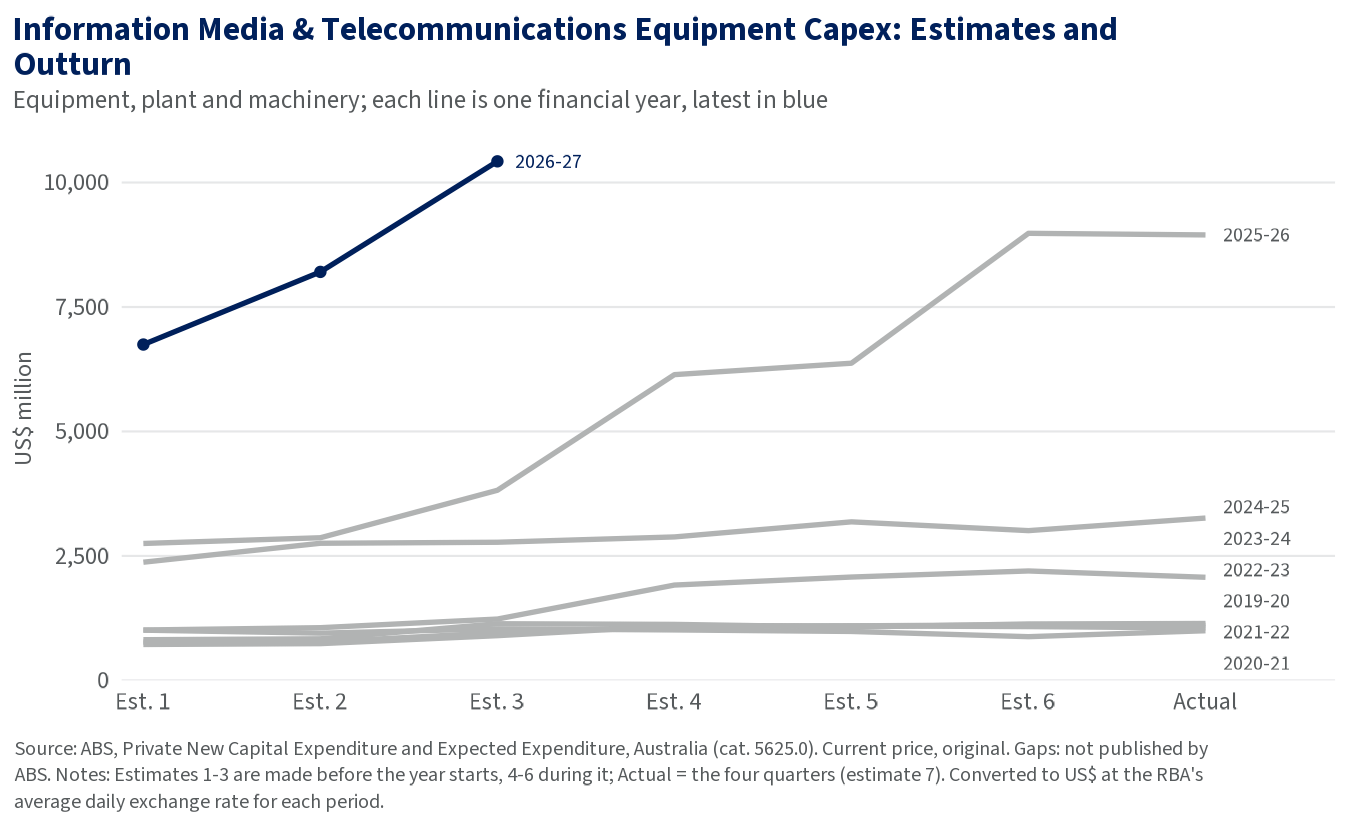 Information Media & Telecommunications Equipment Capex: Estimates and
Outturn
Equipment, plant and machinery; each line is one financial year, latest in blue
2026-27
10,000
2025-26
7,500
US$ million
5,000
2024-25
2023-24
2,500
2022-23
2019-20
2021-22
2020-21
0
Est. 1
Est. 2
Est. 3
Est. 4
Est. 5
Est. 6
Actual
Source: ABS, Private New Capital Expenditure and Expected Expenditure, Australia (cat. 5625.0). Current price, original. Gaps: not published by
ABS. Notes: Estimates 1-3 are made before the year starts, 4-6 during it; Actual = the four quarters (estimate 7). Converted to US$ at the RBA's
average daily exchange rate for each period.